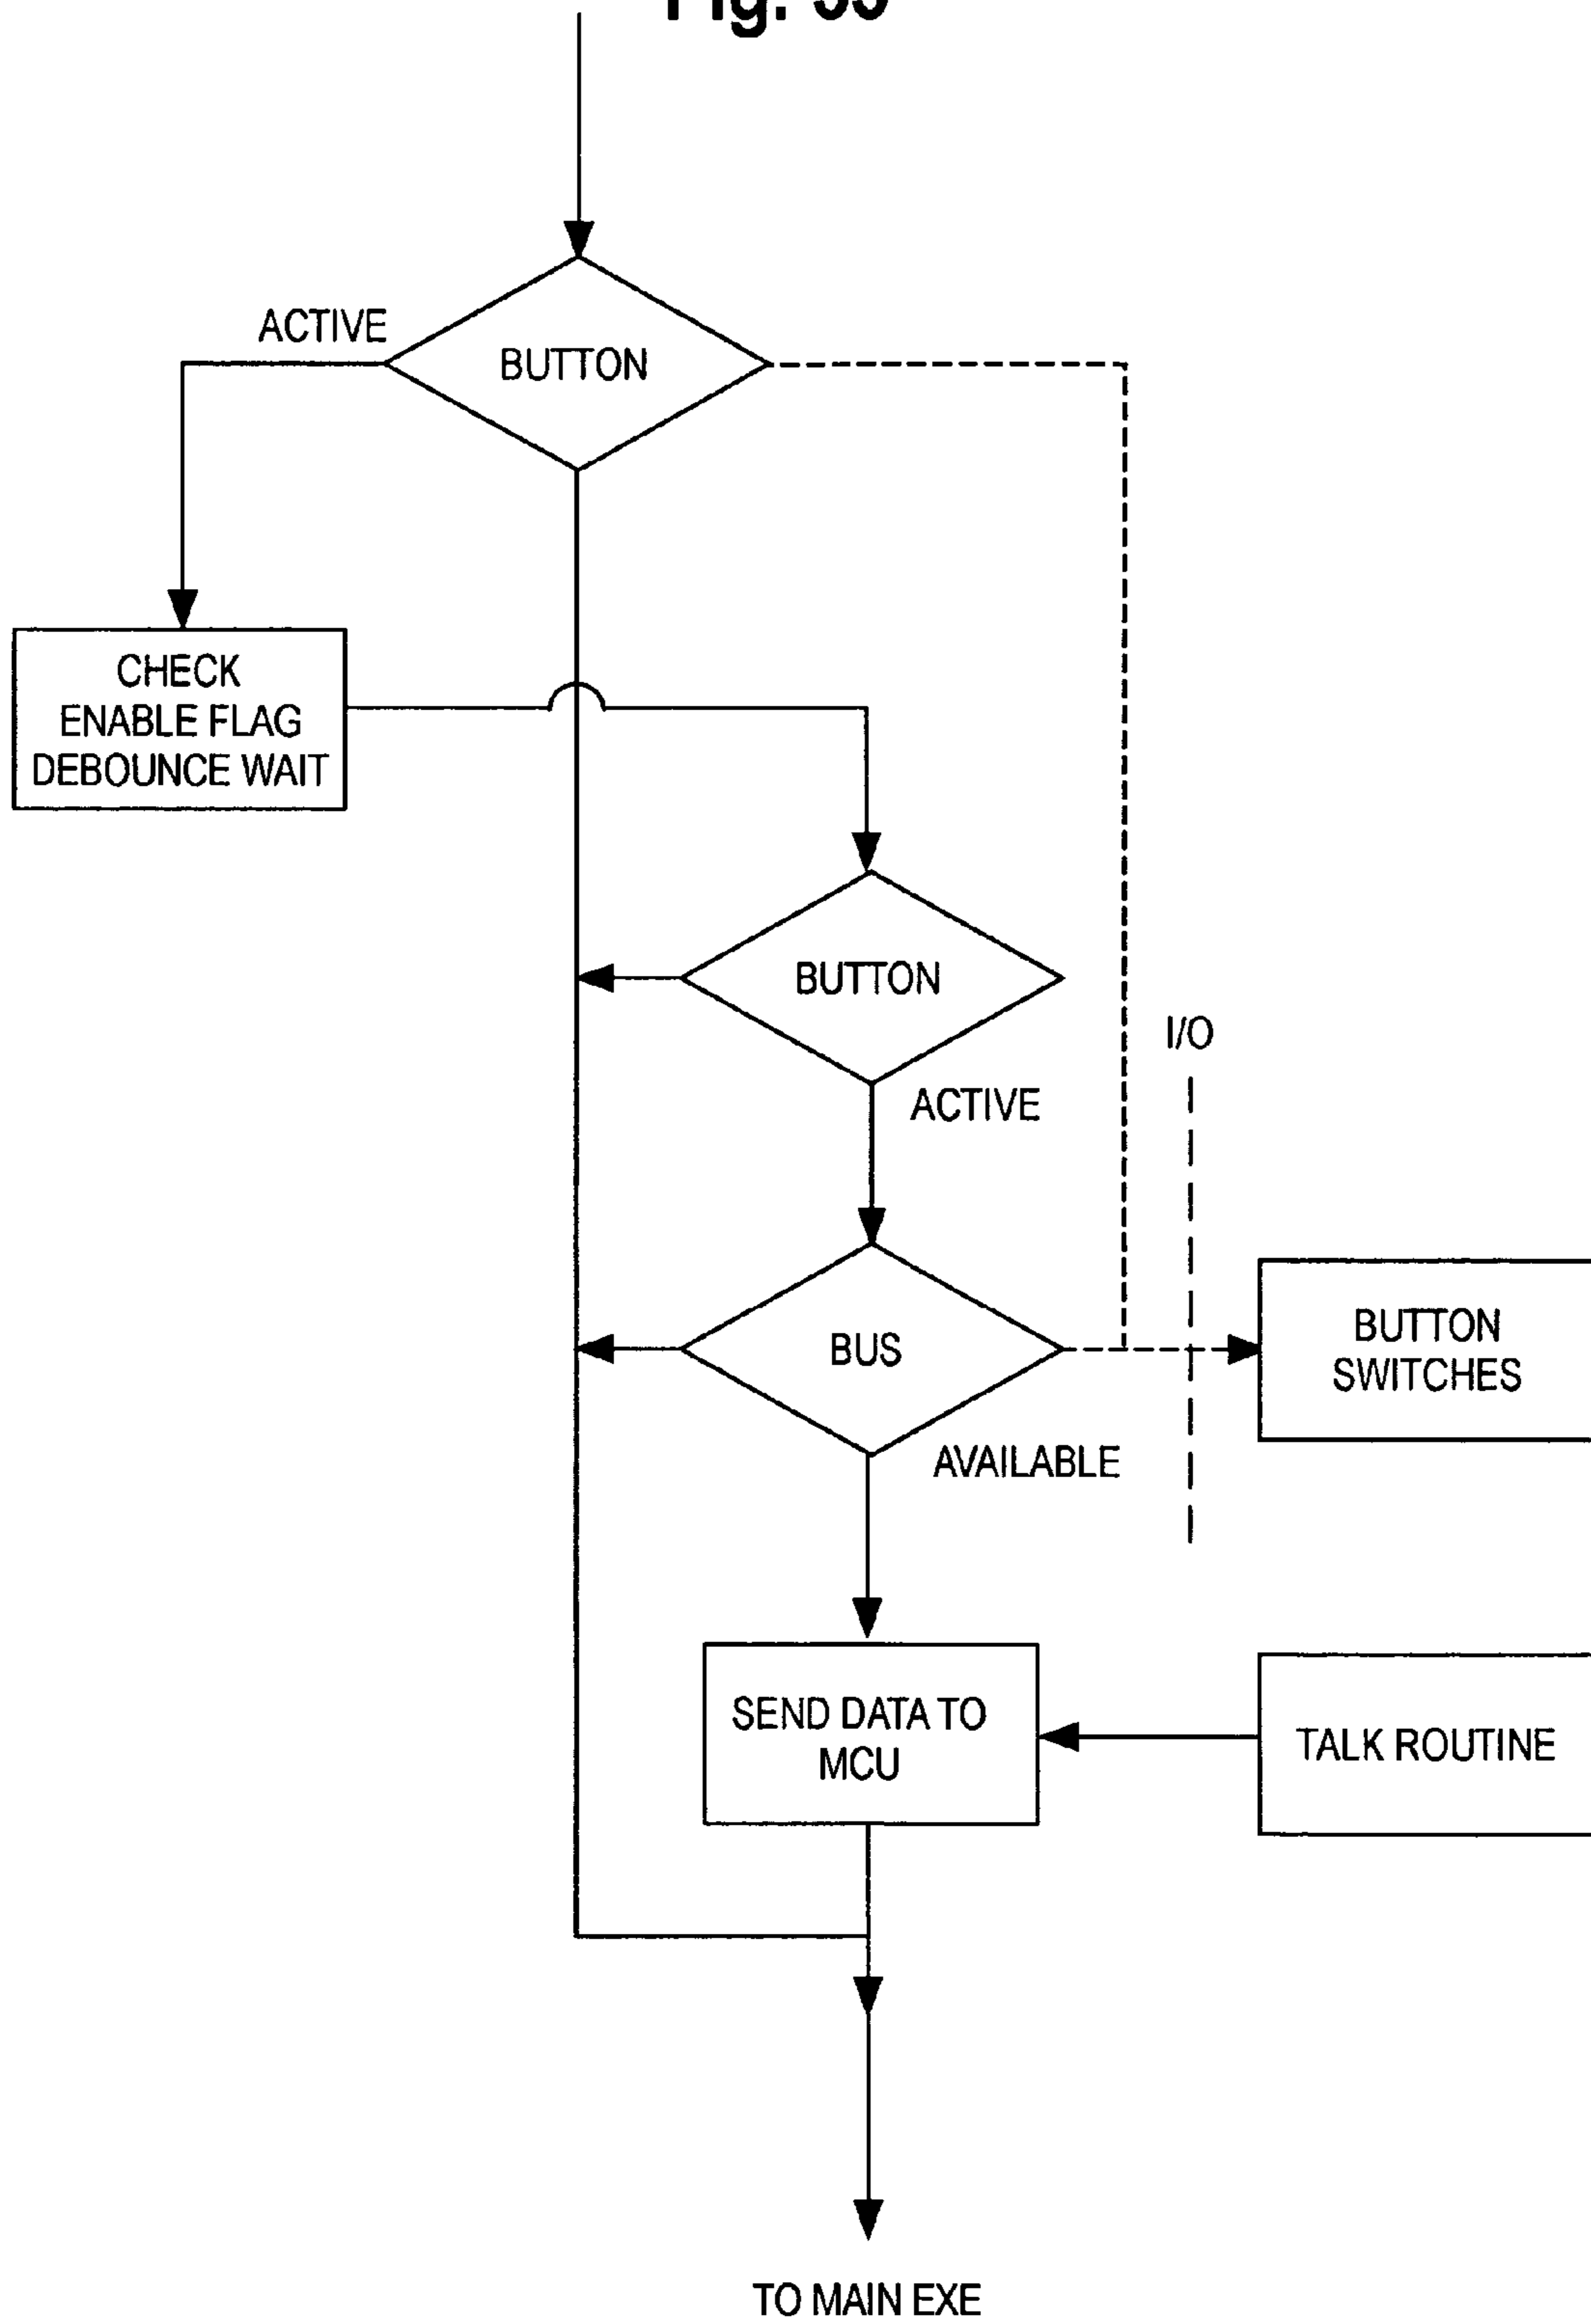 Fig.
ACTIVE
BUTTON
CHECK
ENABLE FLAG
DEBOUNCE WAIT
BUTTON
I/O
ACTIVE
BUS
BUTTON
SWITCHES
AVAILABLE
SEND DATA TO
MCU
TALK ROUTINE
TO MAIN EXE